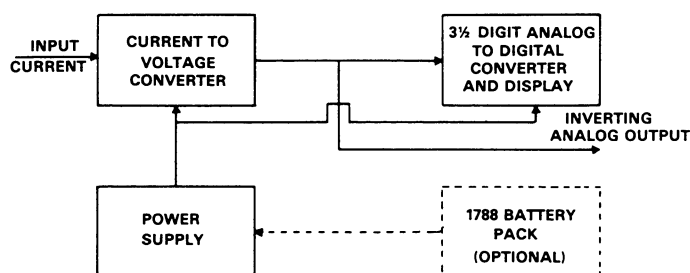 INPUT
CURRENT
CURRENT TO
VOLTAGE
CONVERTER
3½ DIGIT ANALOG
TO DIGITAL
CONVERTER
AND DISPLAY
INVERTING
ANALOG OUTPUT
POWER
SUPPLY
1788 BATTERY
PACK
(OPTIONAL)